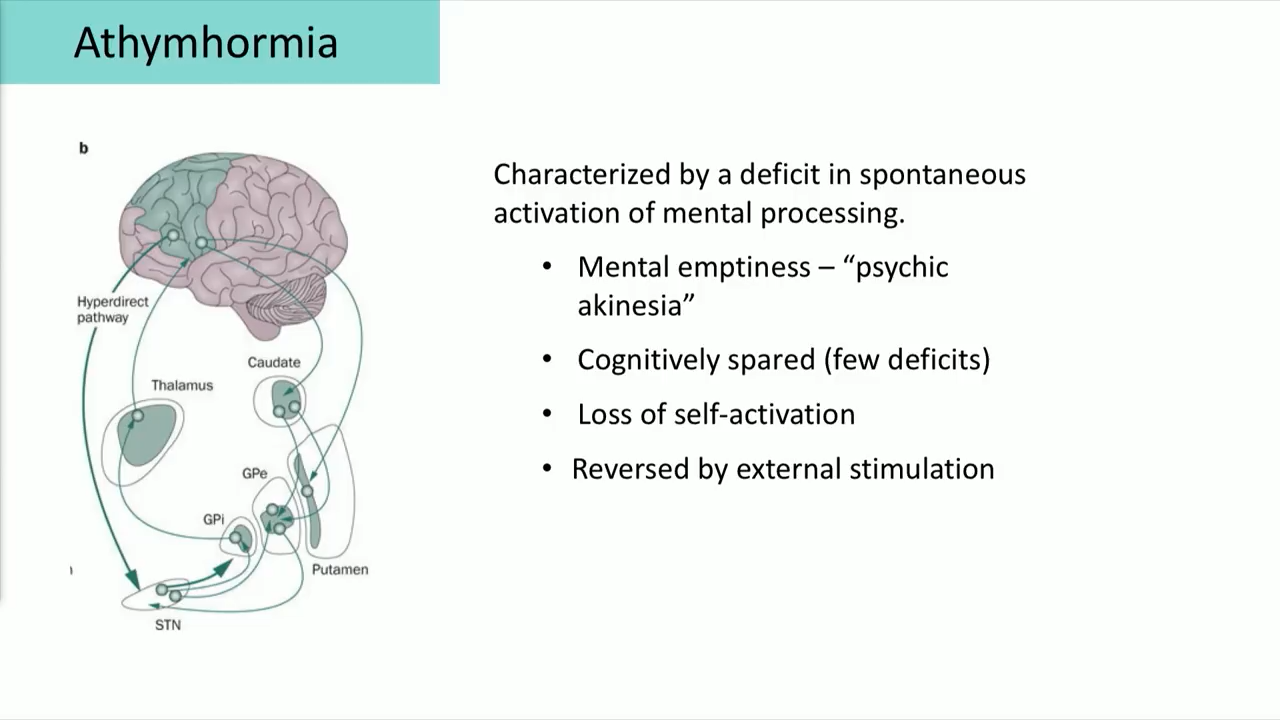 Athymhormia
b
Characterized by a deficit in spontaneous
activation of mental processing.
• Mental emptiness – “psychic
akinesia”
• Cognitively spared (few deficits)
• Loss of self-activation
• Reversed by external stimulation
Hyperdirect
pathway
Caudate
Thalamus
GPe
GPi
Putamen
STN